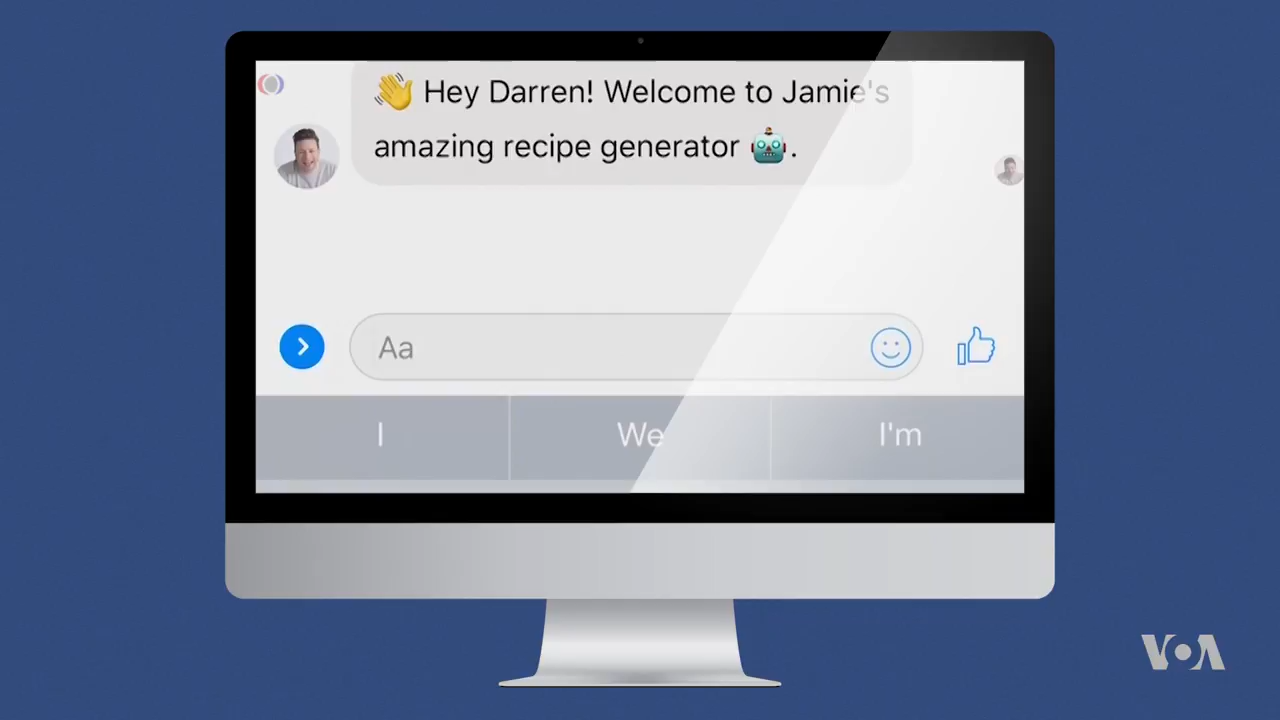 👋 Hey Darren! Welcome to Jamie's
amazing recipe generator 🤖.
Aa
I We I'm
VOA